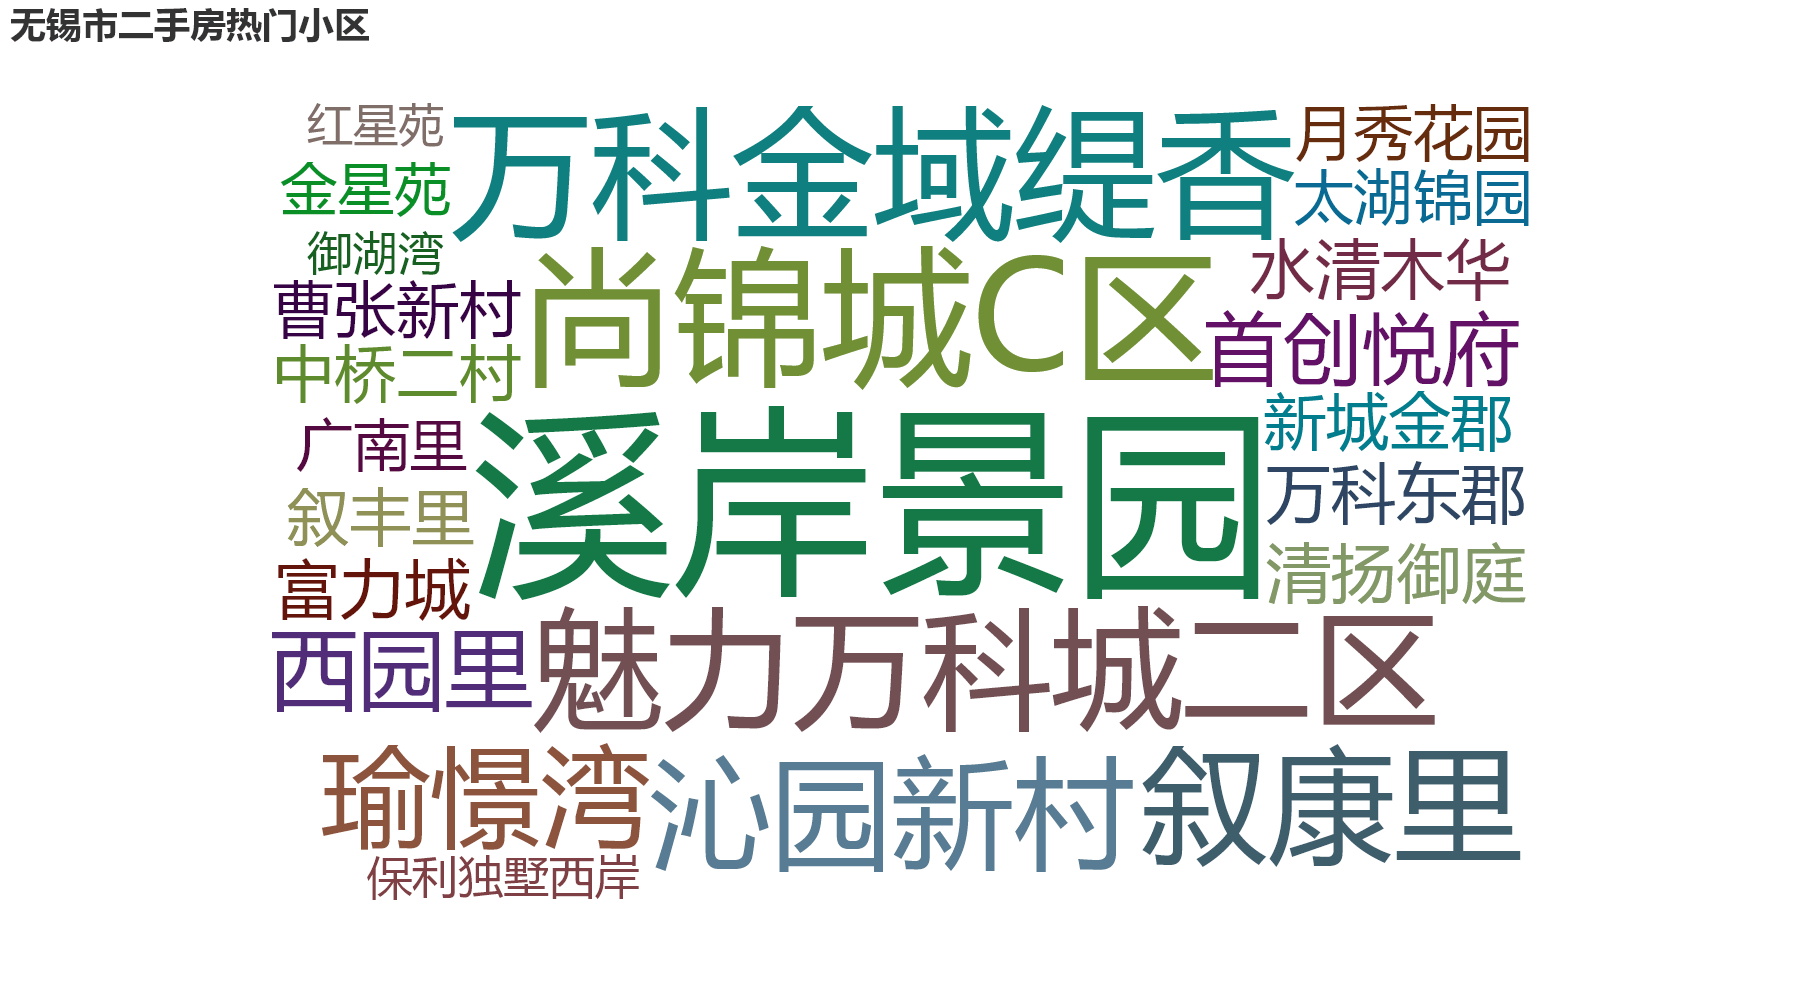 无锡市二手房热门小区
红星苑
万科金域缇香
月秀花园
金星苑
太湖锦园
御湖湾
尚锦城C区
水清木华
曹张新村
首创悦府
中桥二村
新城金郡
广南里
溪岸景园
万科东郡
叙丰里
清扬御庭
富力城
西园里
魅力万科城二区
瑜憬湾
沁园新村
叙康里
保利独墅西岸